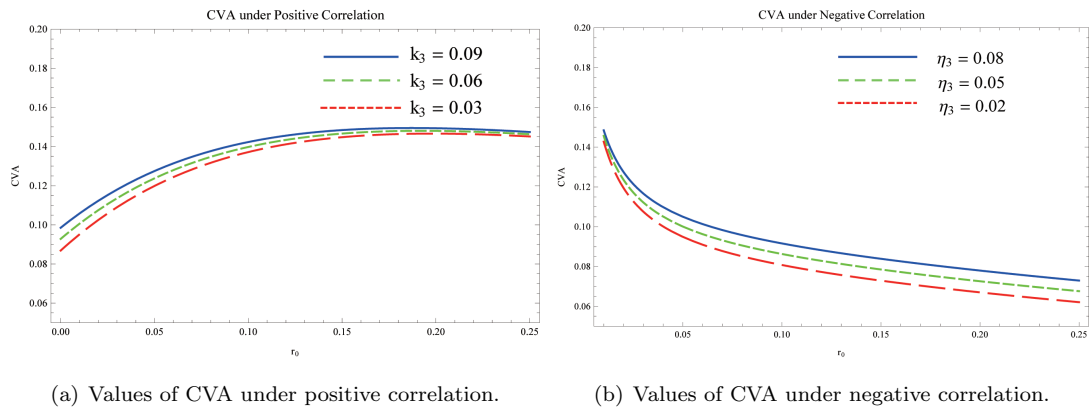 CVA under Positive Correlation
0.20
0.18
0.16
0.14
0.12
0.10
0.08
0.06
CVA
k₃ = 0.09
k₃ = 0.06
k₃ = 0.03
0.00 0.05 0.10 0.15 0.20 0.25
r₀
(a) Values of CVA under positive correlation.
CVA under Negative Correlation
0.20
0.18
0.16
0.14
0.12
0.10
0.08
0.06
CVA
η₃ = 0.08
η₃ = 0.05
η₃ = 0.02
0.05 0.10 0.15 0.20 0.25
r₀
(b) Values of CVA under negative correlation.